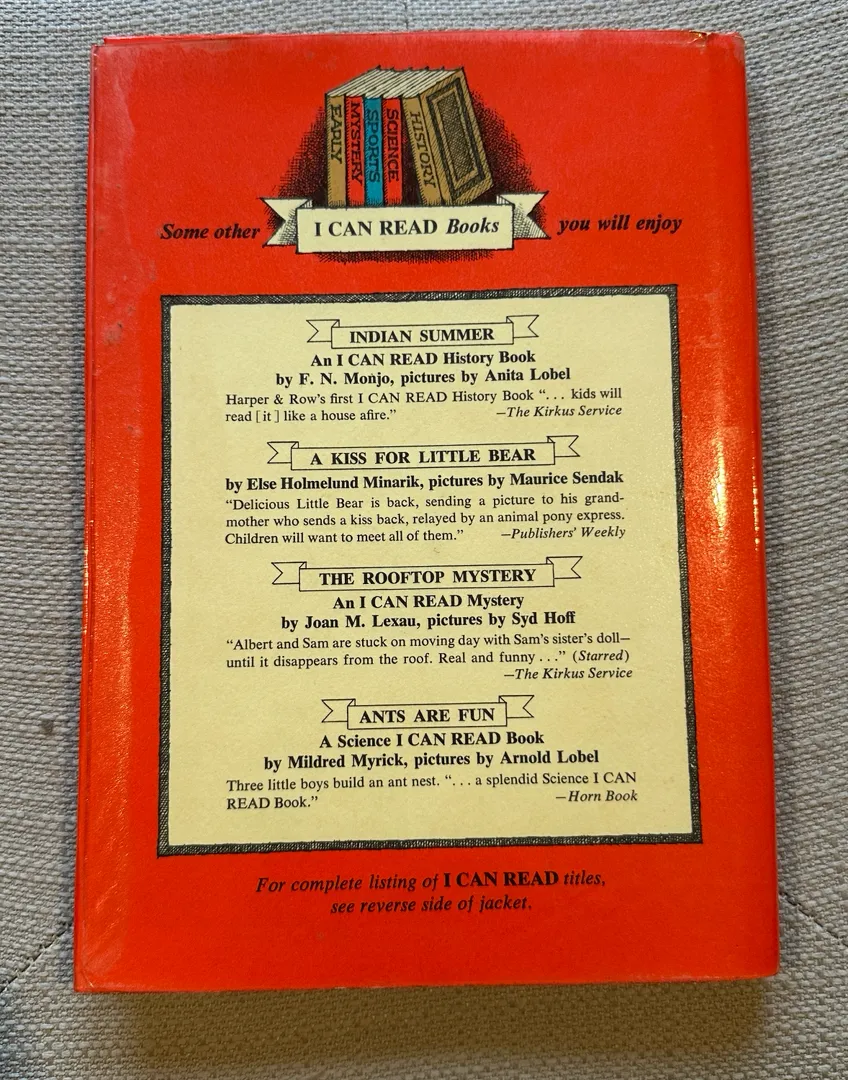 EARLY
MYSTERY
SPORTS
SCIENCE
HISTORY
Some other I CAN READ Books you will enjoy
INDIAN SUMMER
An I CAN READ History Book
by F. N. Monjo, pictures by Anita Lobel
Harper & Row's first I CAN READ History Book “. . . kids will
read [it] like a house afire.” —The Kirkus Service
A KISS FOR LITTLE BEAR
by Else Holmelund Minarik, pictures by Maurice Sendak
“Delicious Little Bear is back, sending a picture to his grand-
mother who sends a kiss back, relayed by an animal pony express.
Children will want to meet all of them.” —Publishers' Weekly
THE ROOFTOP MYSTERY
An I CAN READ Mystery
by Joan M. Lexau, pictures by Syd Hoff
“Albert and Sam are stuck on moving day with Sam's sister's doll—
until it disappears from the roof. Real and funny . . .” (Starred)
—The Kirkus Service
ANTS ARE FUN
A Science I CAN READ Book
by Mildred Myrick, pictures by Arnold Lobel
Three little boys build an ant nest. “. . . a splendid Science I CAN
READ Book.” —Horn Book
For complete listing of I CAN READ titles,
see reverse side of jacket.